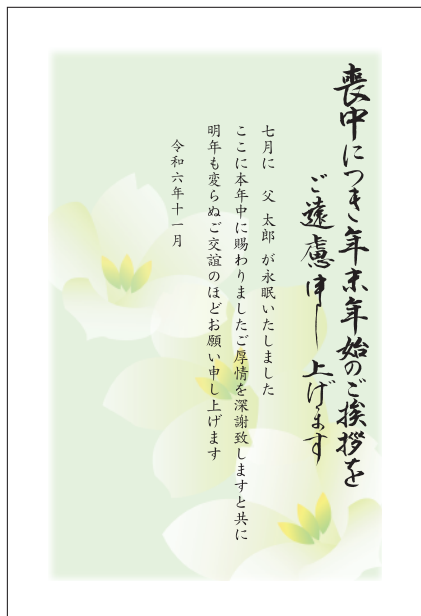 喪中につき年末年始のご挨拶を
ご遠慮申し上げます
七月に 父 太郎 が永眠いたしました
ここに本年中に賜わりましたご厚情を深謝致しますと共に
明年も変らぬご交誼のほどお願い申し上げます
令和六年十一月